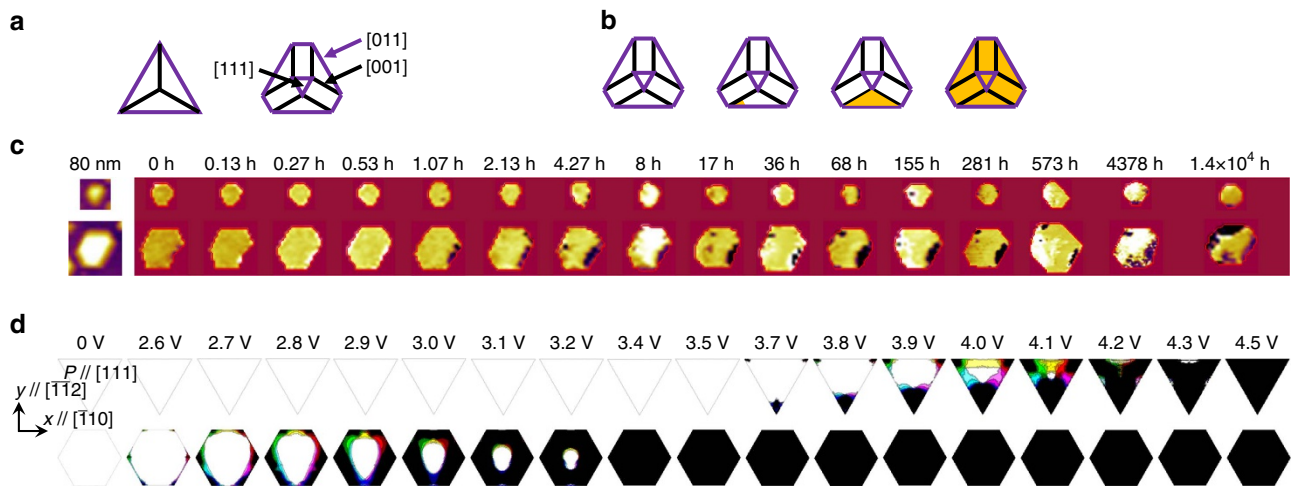 a
[111]
[011]
[001]
b
c
80 nm 0 h 0.13 h 0.27 h 0.53 h 1.07 h 2.13 h 4.27 h 8 h 17 h 36 h 68 h 155 h 281 h 573 h 4378 h 1.4×10⁴ h
d
0 V 2.6 V 2.7 V 2.8 V 2.9 V 3.0 V 3.1 V 3.2 V 3.4 V 3.5 V 3.7 V 3.8 V 3.9 V 4.0 V 4.1 V 4.2 V 4.3 V 4.5 V
P // [111]
y // [1̅1̅2]
x // [1̅10]